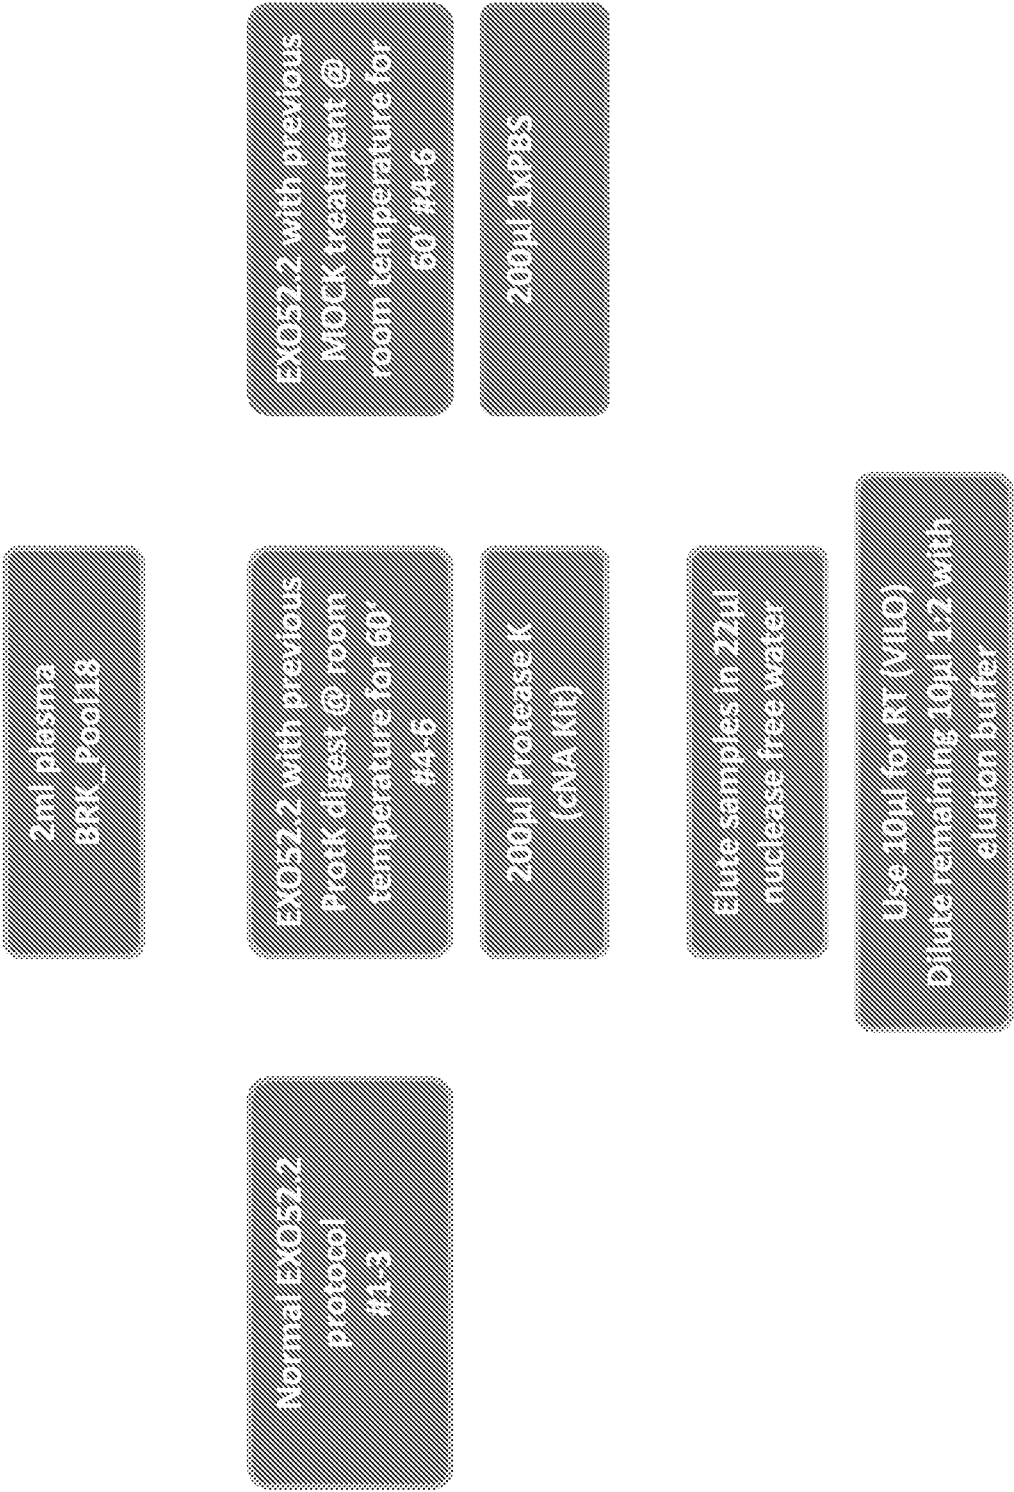 2ml plasma
BRK_Pool18
Normal EXO52.2
protocol
#1-3
EXO52.2 with previous
ProtK digest @ room
temperature for 60’
#4-6
EXO52.2 with previous
MOCK treatment @
room temperature for
60’ #4-6
200µl Protease K
(cNA Kit)
200µl 1xPBS
Elute samples in 22µl
nuclease free water
Use 10µl for RT (VILO)
Dilute remaining 10µl 1:2 with
elution buffer